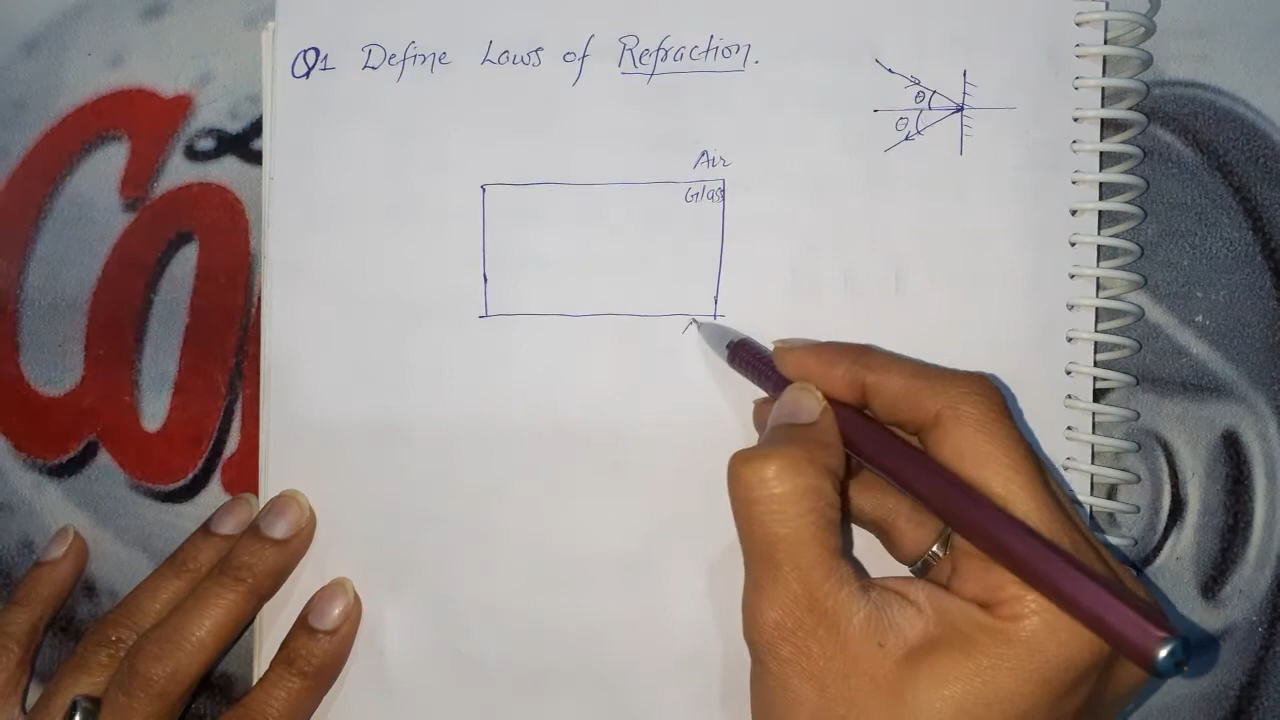 Q1 Define Laws of Refraction.
θ
θ
Air
Glass